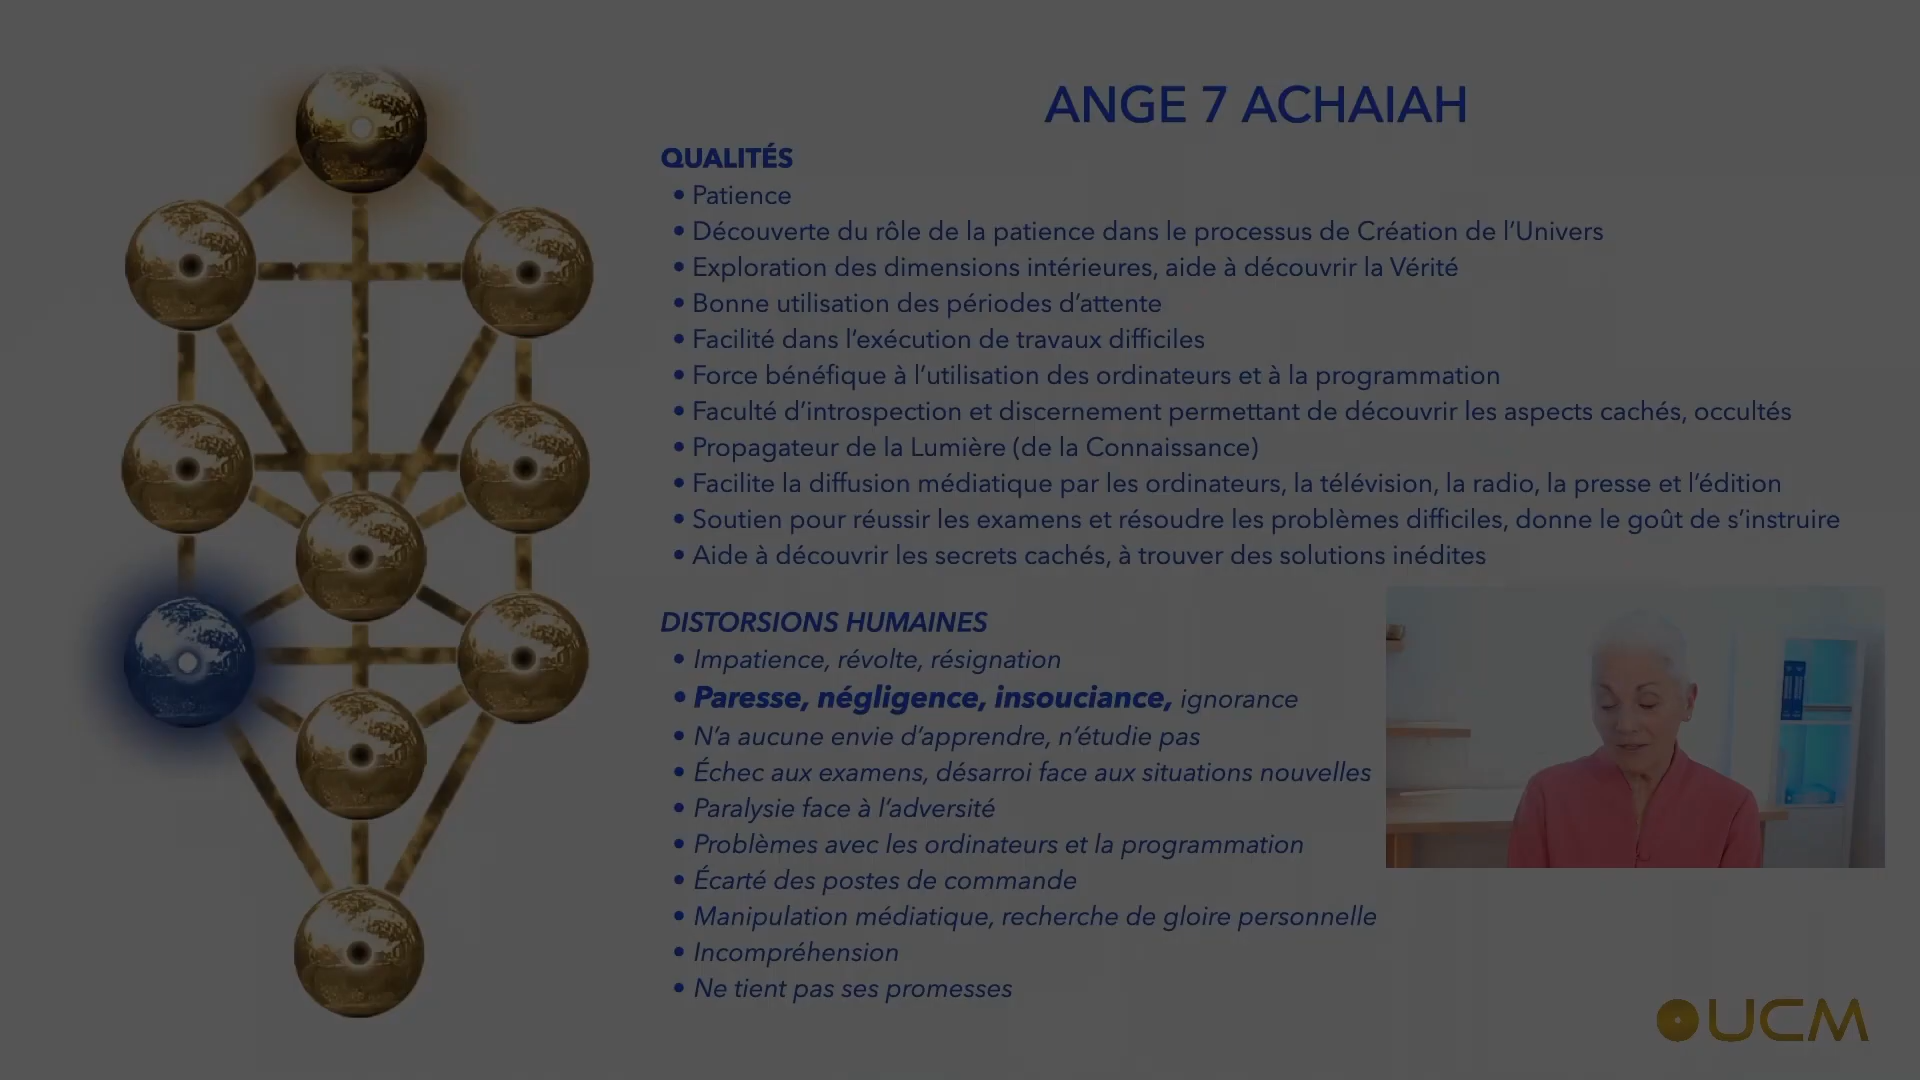 ANGE 7 ACHAIAH
QUALITÉS
• Patience
• Découverte du rôle de la patience dans le processus de Création de l’Univers
• Exploration des dimensions intérieures, aide à découvrir la Vérité
• Bonne utilisation des périodes d’attente
• Facilité dans l’exécution de travaux difficiles
• Force bénéfique à l’utilisation des ordinateurs et à la programmation
• Faculté d’introspection et discernement permettant de découvrir les aspects cachés, occultés
• Propagateur de la Lumière (de la Connaissance)
• Facilite la diffusion médiatique par les ordinateurs, la télévision, la radio, la presse et l’édition
• Soutien pour réussir les examens et résoudre les problèmes difficiles, donne le goût de s’instruire
• Aide à découvrir les secrets cachés, à trouver des solutions inédites
DISTORSIONS HUMAINES
• Impatience, révolte, résignation
• Paresse, négligence, insouciance, ignorance
• N’a aucune envie d’apprendre, n’étudie pas
• Échec aux examens, désarroi face aux situations nouvelles
• Paralysie face à l’adversité
• Problèmes avec les ordinateurs et la programmation
• Écarté des postes de commande
• Manipulation médiatique, recherche de gloire personnelle
• Incompréhension
• Ne tient pas ses promesses
UCM